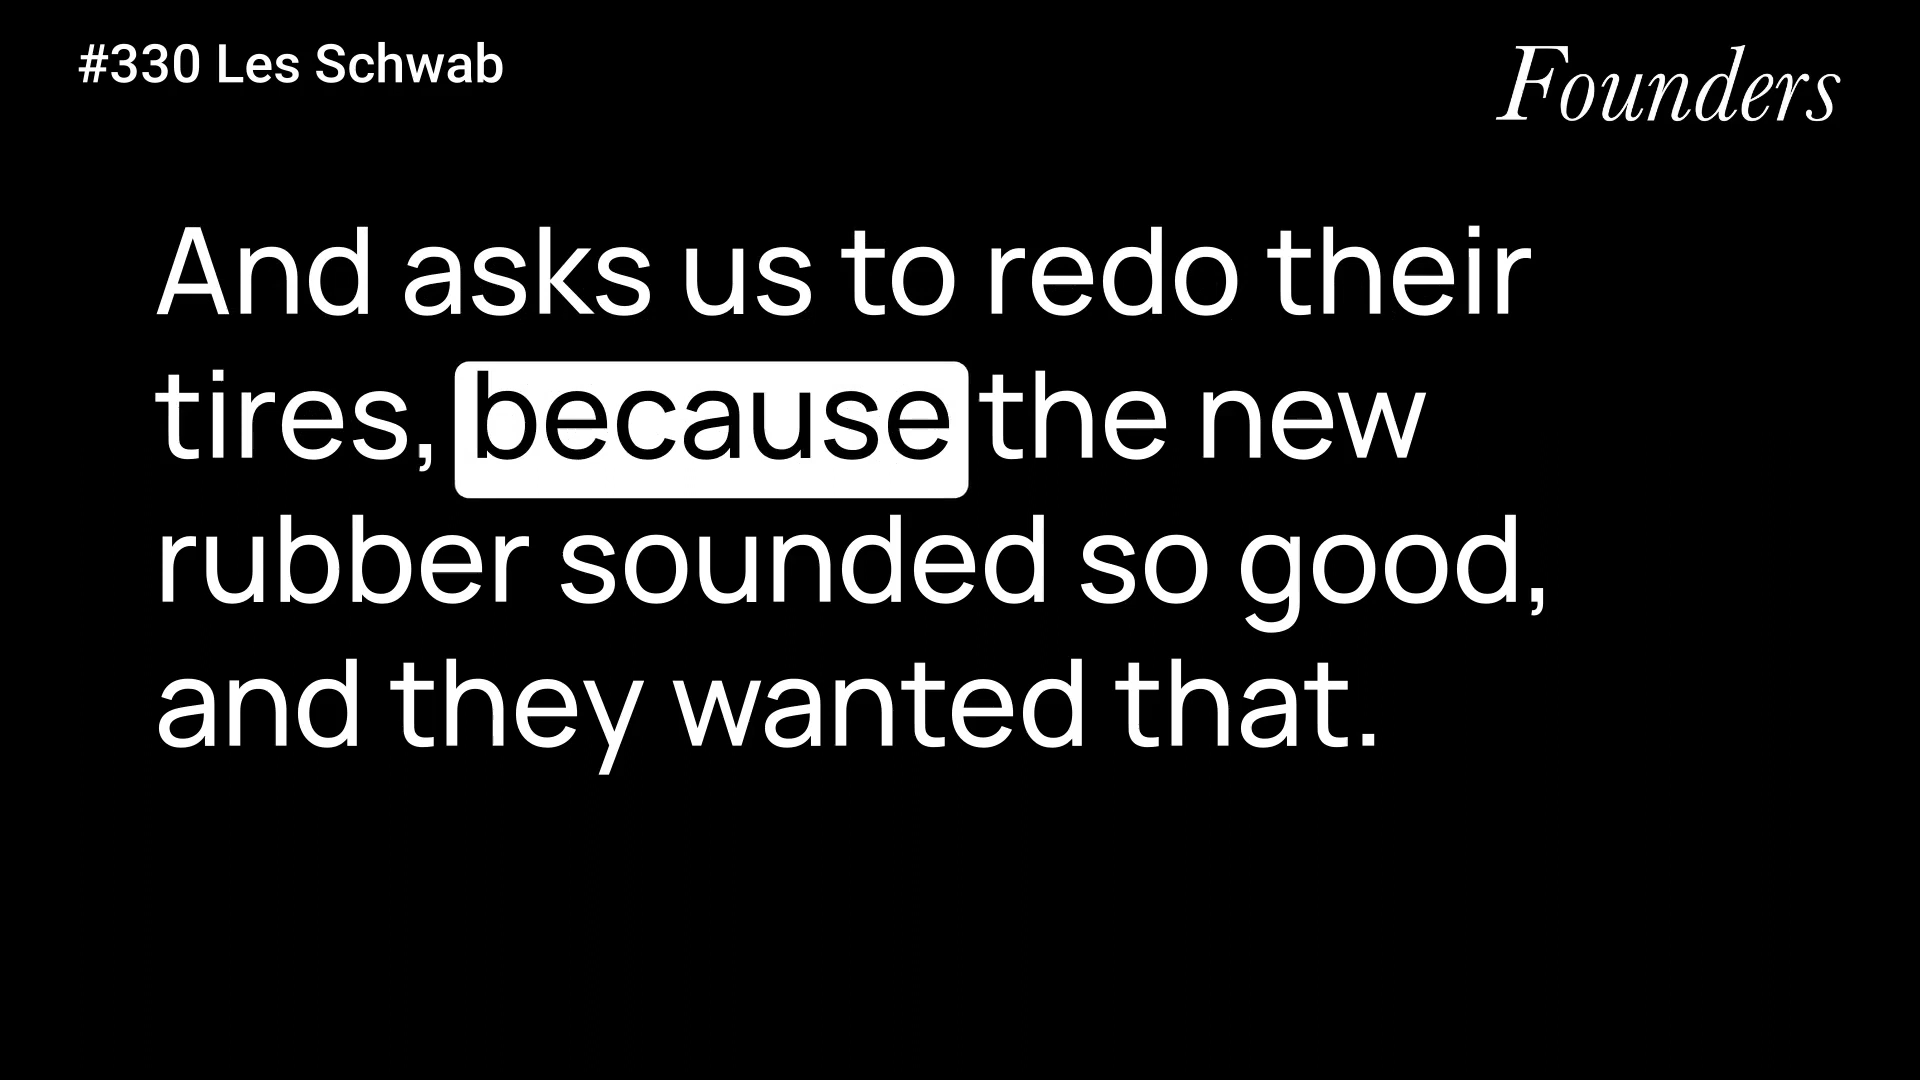 #330 Les Schwab
Founders
And asks us to redo their
tires, because the new
rubber sounded so good,
and they wanted that.